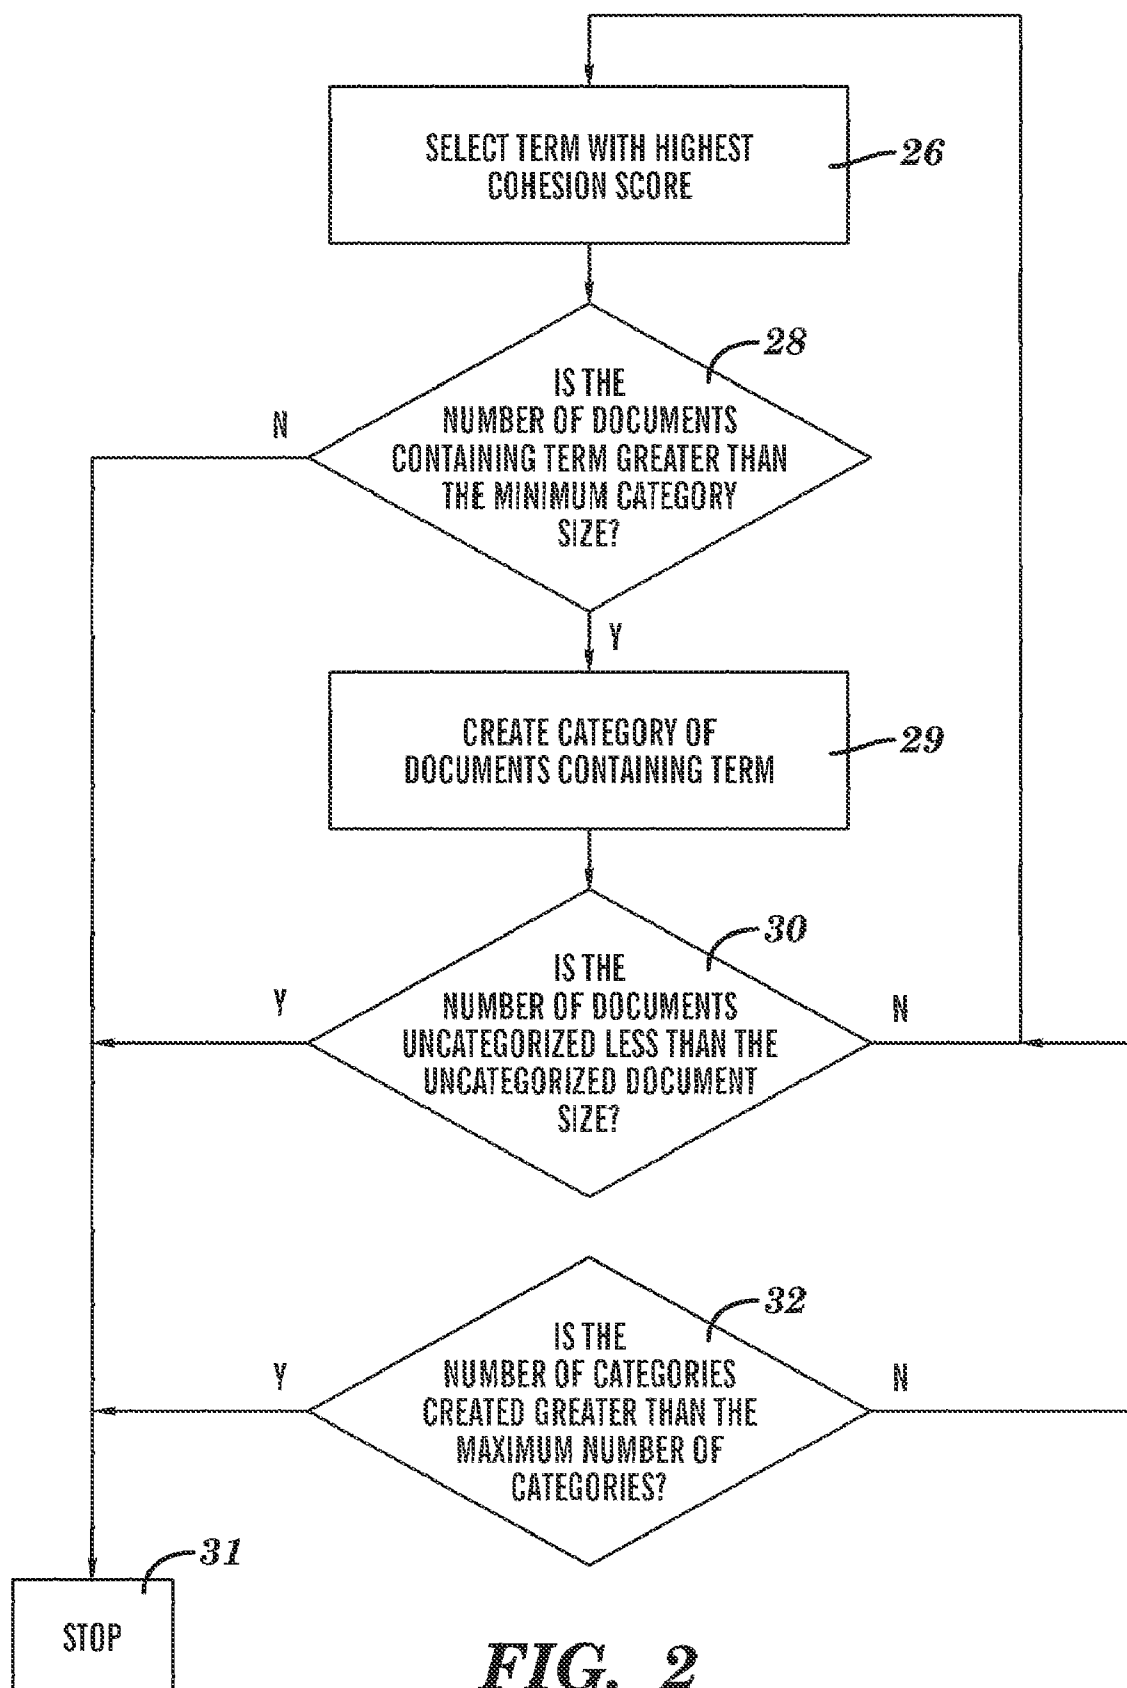 SELECT TERM WITH HIGHEST
COHESION SCORE
26
28
IS THE
NUMBER OF DOCUMENTS
CONTAINING TERM GREATER THAN
THE MINIMUM CATEGORY
SIZE?
N
Y
CREATE CATEGORY OF
DOCUMENTS CONTAINING TERM
29
30
IS THE
NUMBER OF DOCUMENTS
UNCATEGORIZED LESS THAN THE
UNCATEGORIZED DOCUMENT
SIZE?
Y
N
32
IS THE
NUMBER OF CATEGORIES
CREATED GREATER THAN THE
MAXIMUM NUMBER OF
CATEGORIES?
Y
N
31
STOP
FIG. 2